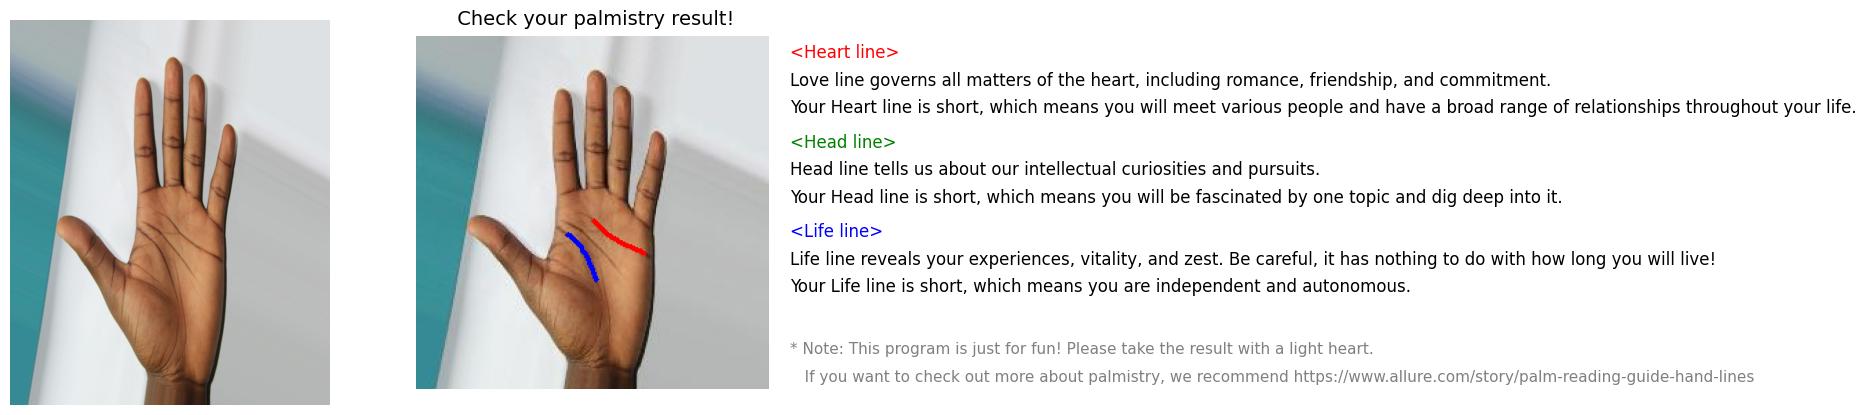 Check your palmistry result!
<Heart line>
Love line governs all matters of the heart, including romance, friendship, and commitment.
Your Heart line is short, which means you will meet various people and have a broad range of relationships throughout your life.
<Head line>
Head line tells us about our intellectual curiosities and pursuits.
Your Head line is short, which means you will be fascinated by one topic and dig deep into it.
<Life line>
Life line reveals your experiences, vitality, and zest. Be careful, it has nothing to do with how long you will live!
Your Life line is short, which means you are independent and autonomous.
* Note: This program is just for fun! Please take the result with a light heart.
If you want to check out more about palmistry, we recommend https://www.allure.com/story/palm-reading-guide-hand-lines